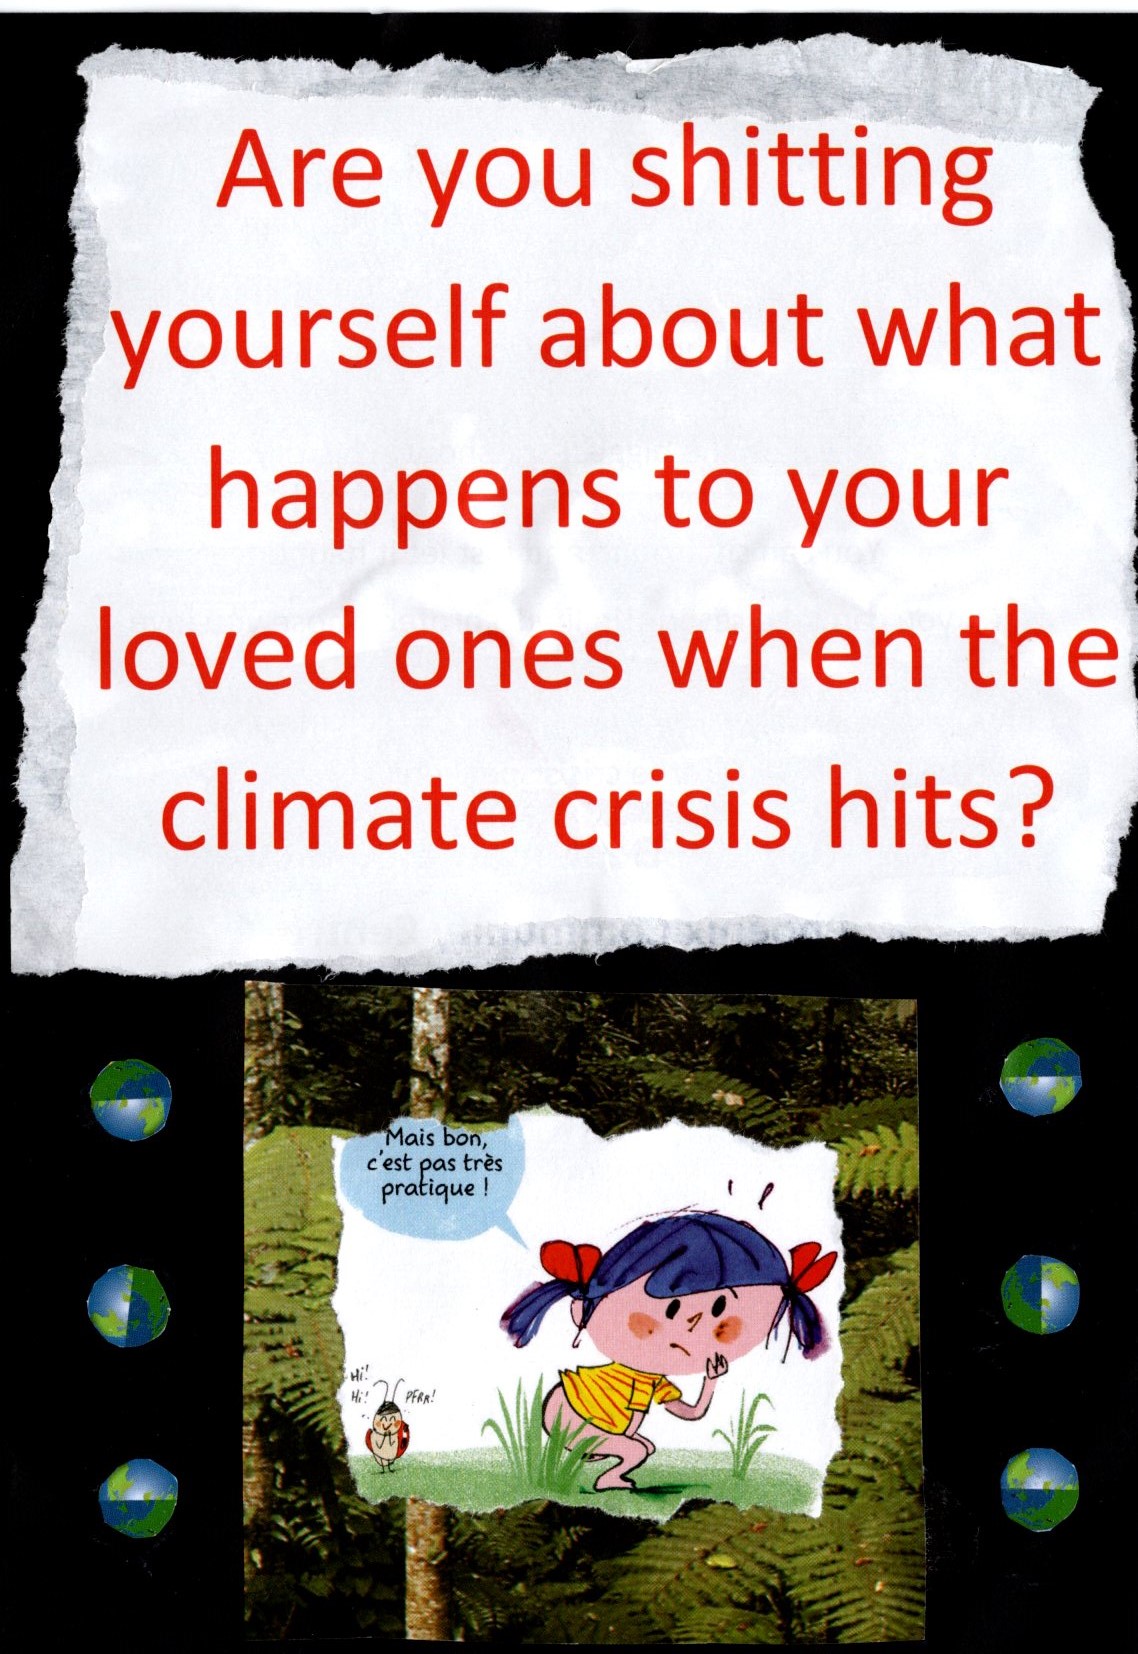 Are you shitting
yourself about what
happens to your
loved ones when the
climate crisis hits?
Mais bon,
c'est pas très
pratique !
Hi!
Hi! PFRR!